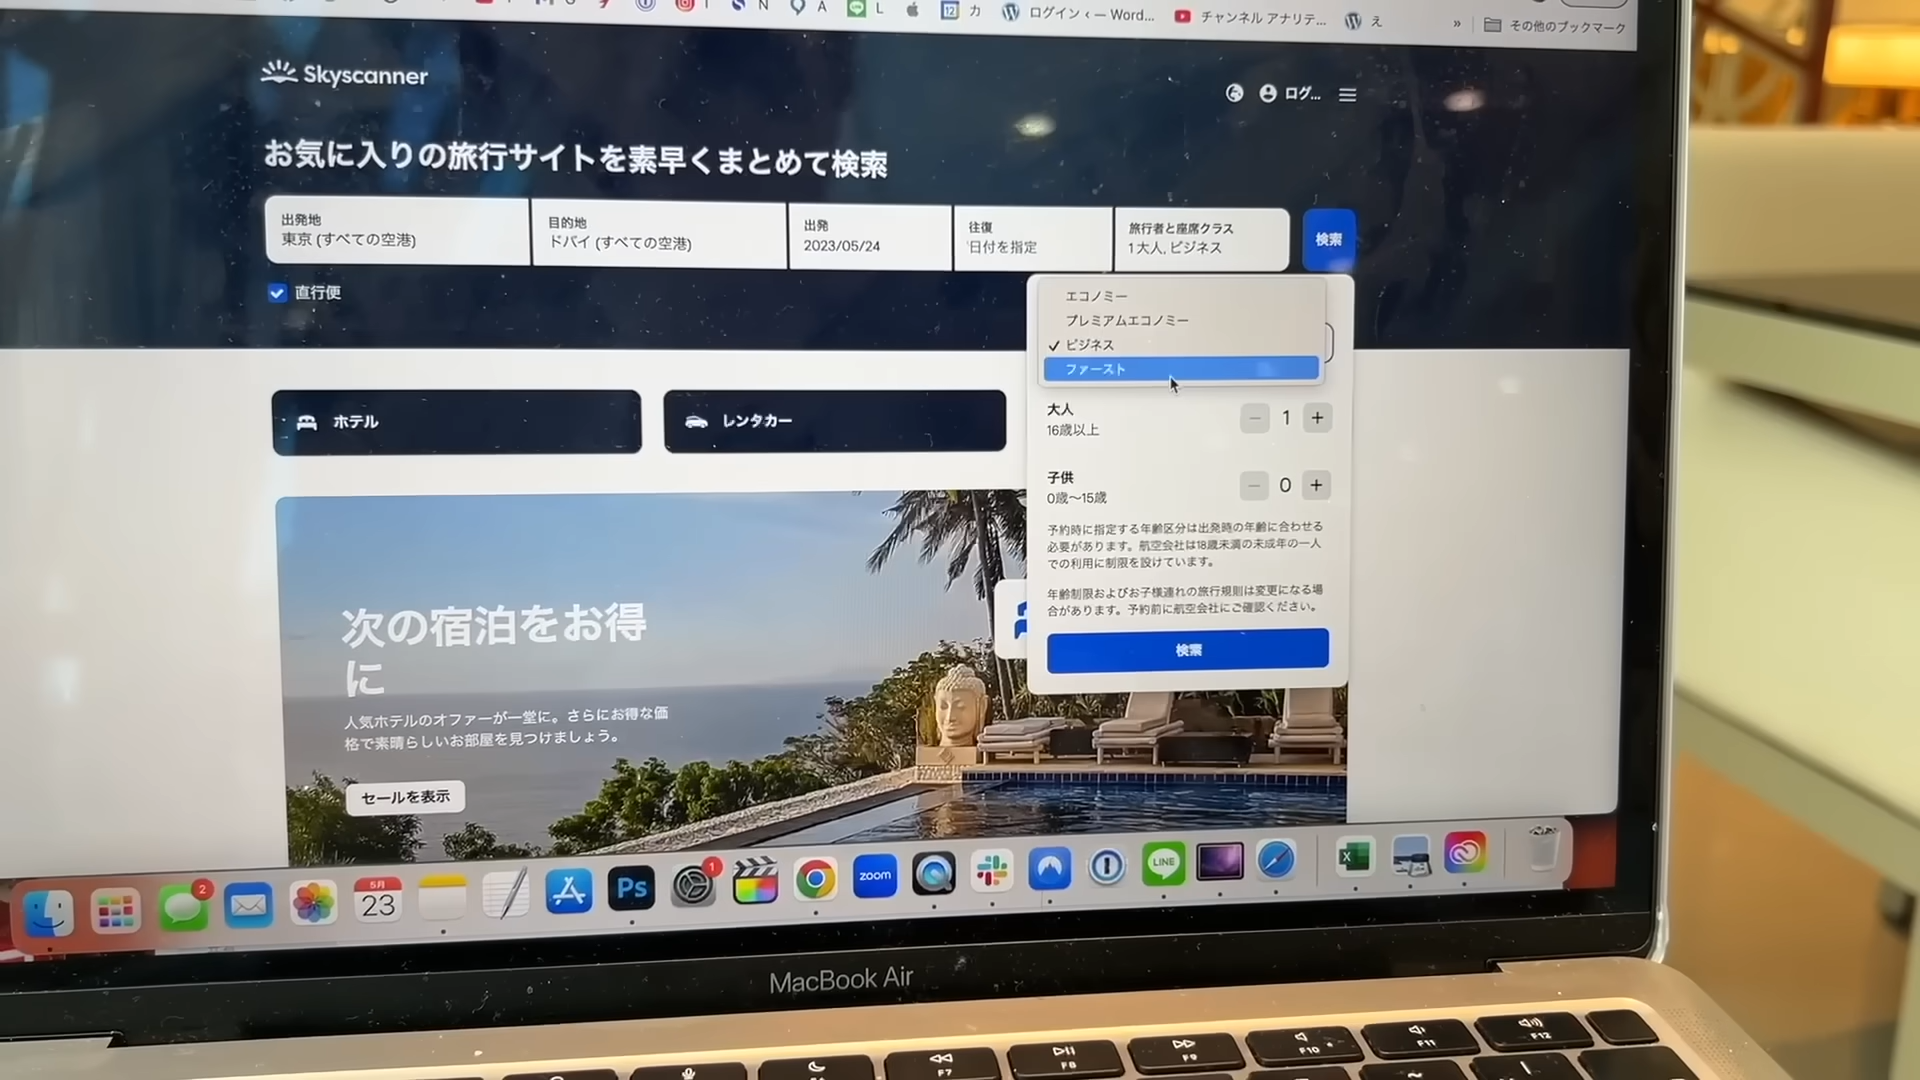 N
A
L
カ
ログイン ‹ — Word...
チャンネル アナリテ...
え
»
その他のブックマーク
Skyscanner
ログ...
お気に入りの旅行サイトを素早くまとめて検索
出発地
東京 (すべての空港)
目的地
ドバイ (すべての空港)
出発
2023/05/24
往復
日付を指定
旅行者と座席クラス
1 大人, ビジネス
検索
直行便
エコノミー
プレミアムエコノミー
✓ ビジネス
ファースト
ホテル
レンタカー
大人
16歳以上
1
子供
0歳～15歳
0
予約時に指定する年齢区分は出発時の年齢に合わせる
必要があります。航空会社は18歳未満の未成年の一人
での利用に制限を設けています。
年齢制限およびお子様連れの旅行規則は変更になる場
合があります。予約前に航空会社にご確認ください。
検索
次の宿泊をお得
に
人気ホテルのオファーが一堂に。さらにお得な価
格で素晴らしいお部屋を見つけましょう。
セールを表示
2
5月
23
Ps
1
zoom
LINE
X
MacBook Air
F7
F8
F9
F10
F11
F12